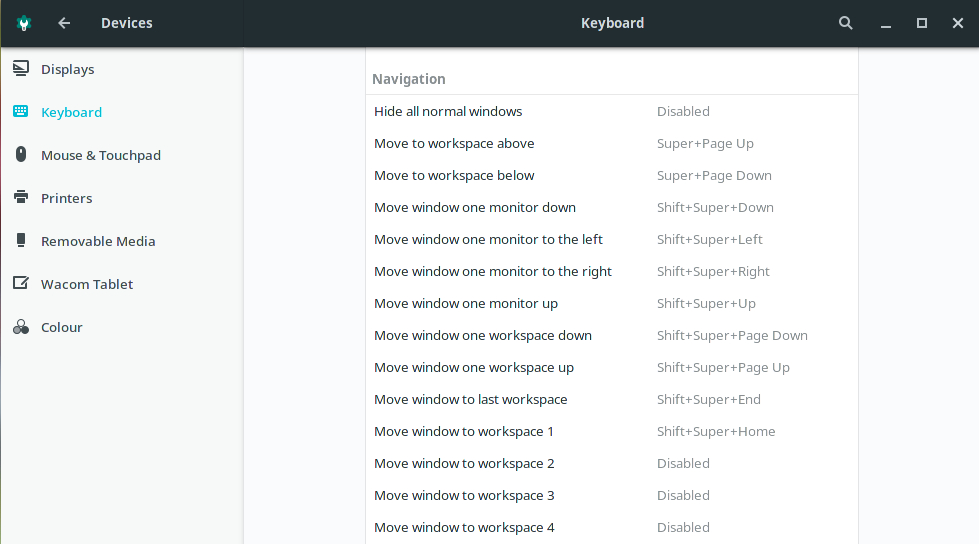 Devices
Keyboard
Displays
Keyboard
Mouse & Touchpad
Printers
Removable Media
Wacom Tablet
Colour
Navigation
Hide all normal windows Disabled
Move to workspace above Super+Page Up
Move to workspace below Super+Page Down
Move window one monitor down Shift+Super+Down
Move window one monitor to the left Shift+Super+Left
Move window one monitor to the right Shift+Super+Right
Move window one monitor up Shift+Super+Up
Move window one workspace down Shift+Super+Page Down
Move window one workspace up Shift+Super+Page Up
Move window to last workspace Shift+Super+End
Move window to workspace 1 Shift+Super+Home
Move window to workspace 2 Disabled
Move window to workspace 3 Disabled
Move window to workspace 4 Disabled